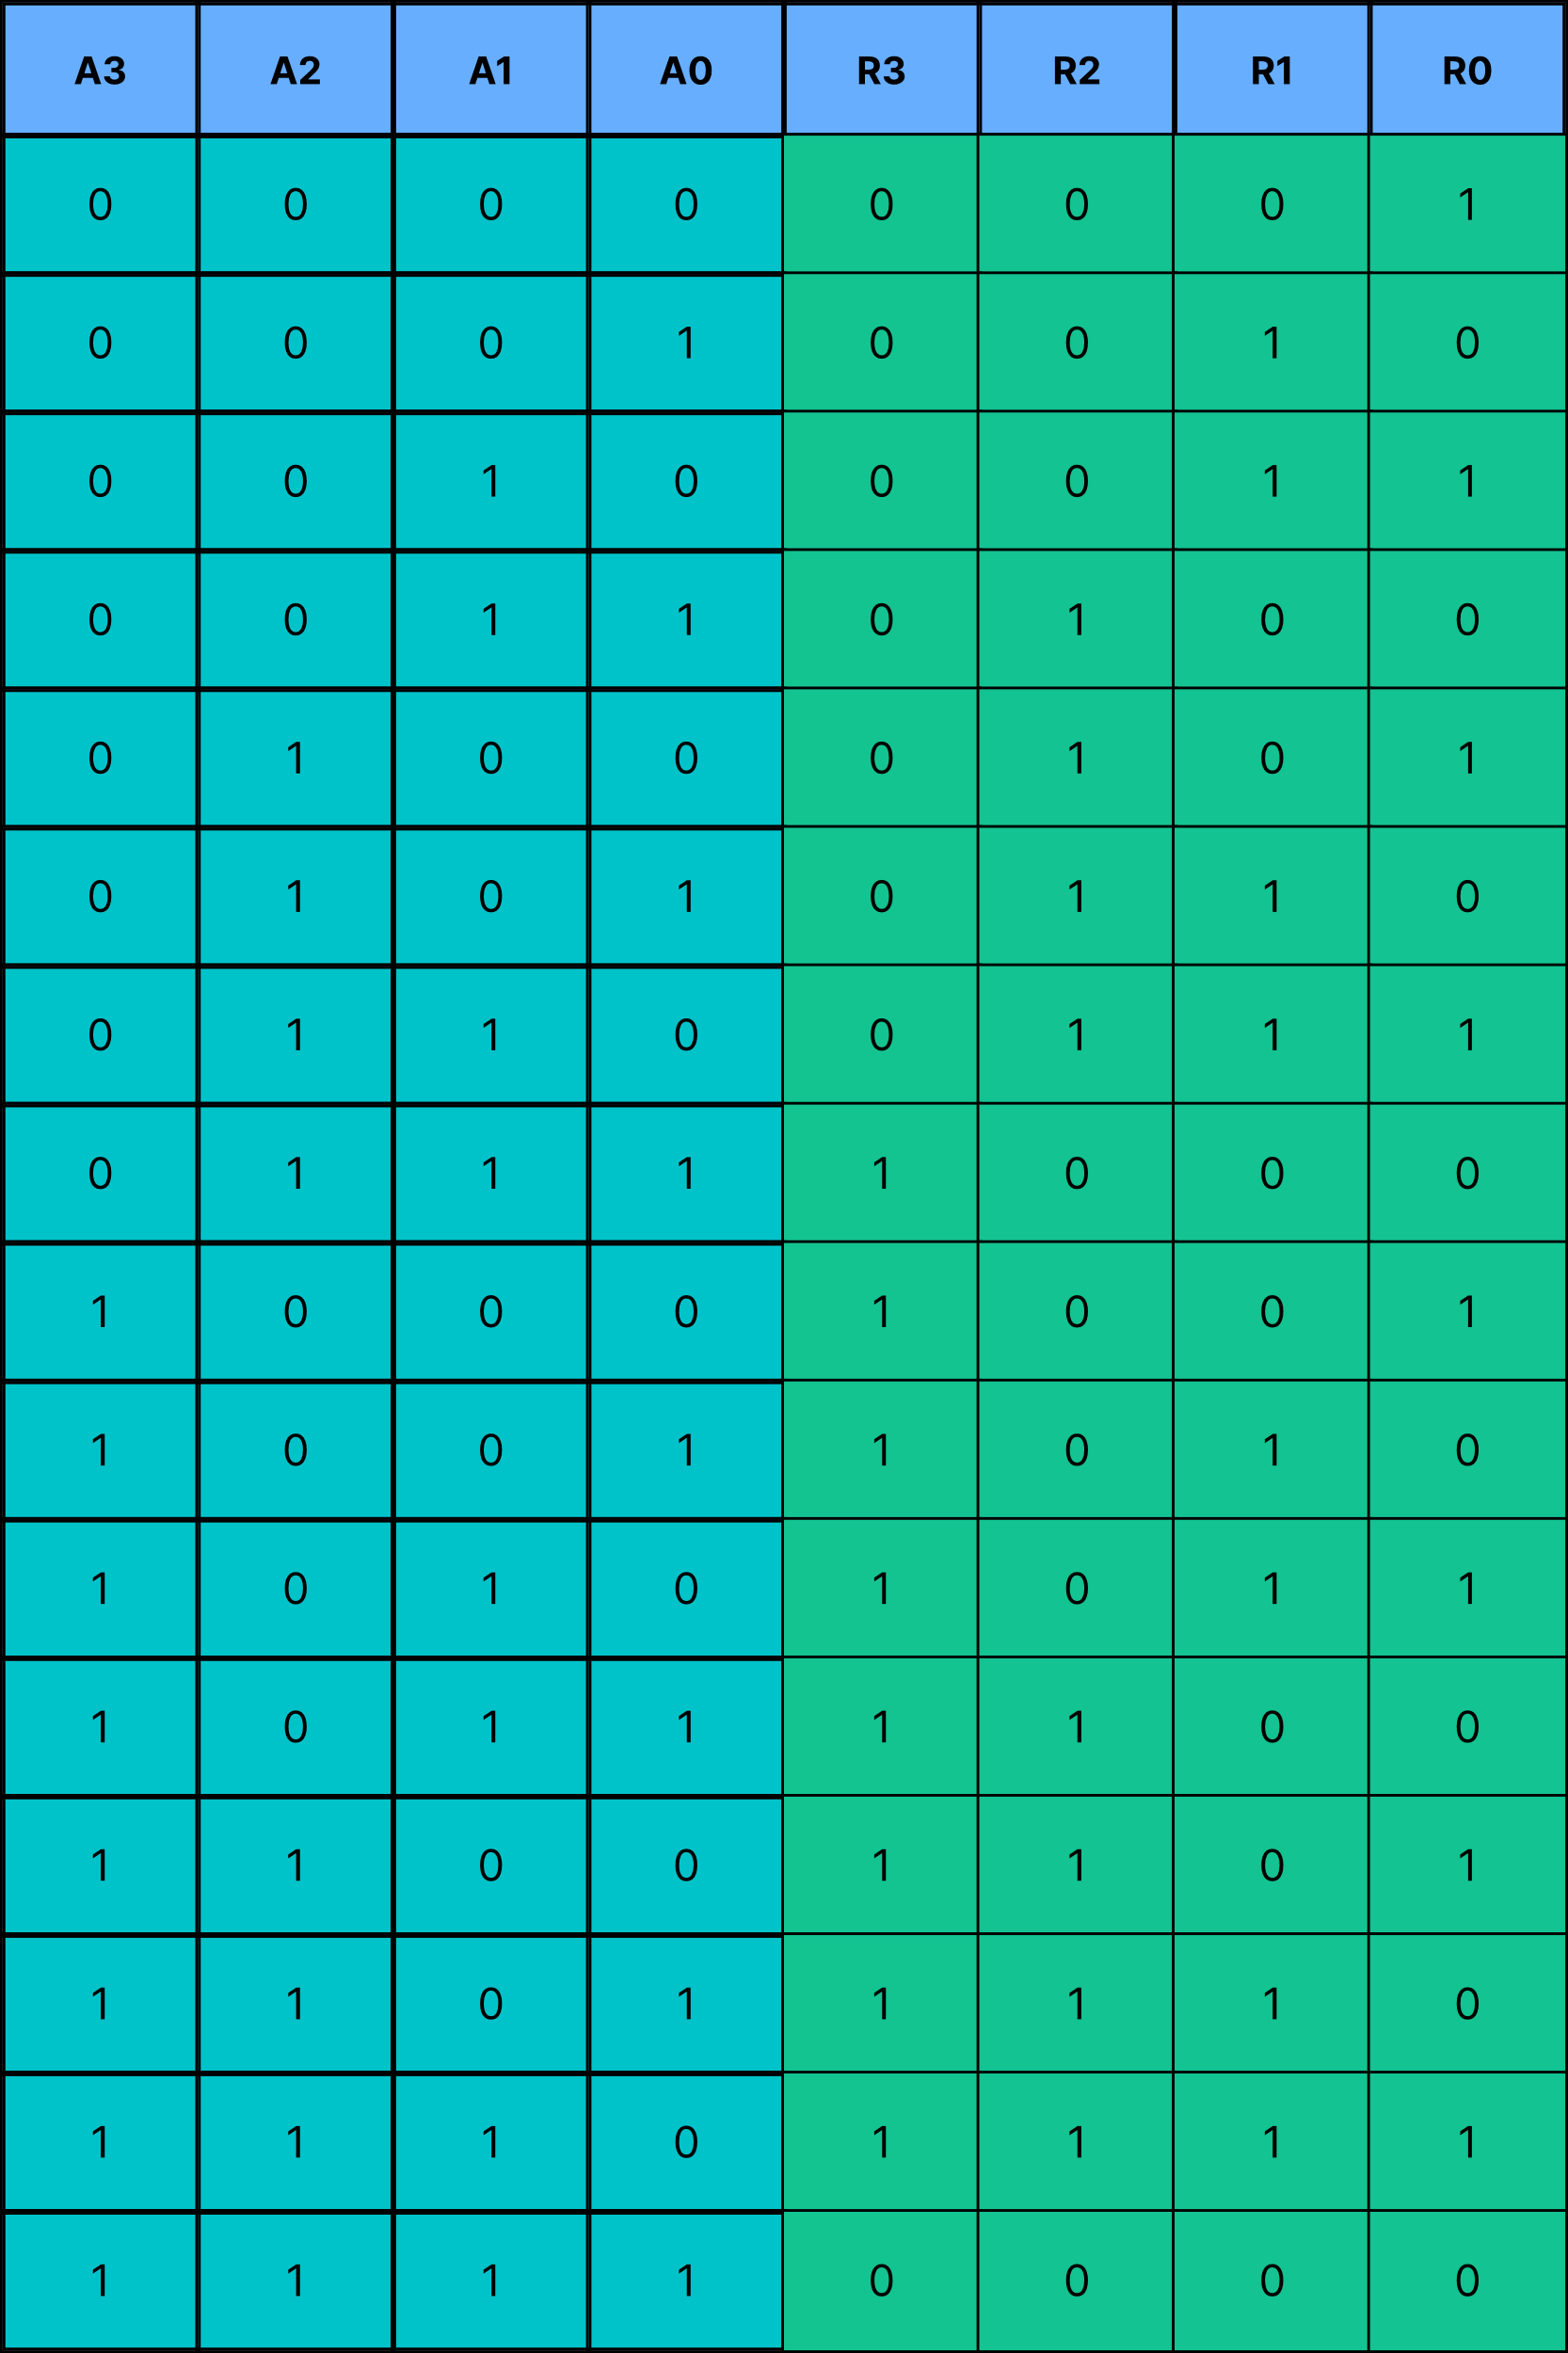 A3 A2 A1 A0 R3 R2 R1 R0
0 0 0 0 0 0 0 1
0 0 0 1 0 0 1 0
0 0 1 0 0 0 1 1
0 0 1 1 0 1 0 0
0 1 0 0 0 1 0 1
0 1 0 1 0 1 1 0
0 1 1 0 0 1 1 1
0 1 1 1 1 0 0 0
1 0 0 0 1 0 0 1
1 0 0 1 1 0 1 0
1 0 1 0 1 0 1 1
1 0 1 1 1 1 0 0
1 1 0 0 1 1 0 1
1 1 0 1 1 1 1 0
1 1 1 0 1 1 1 1
1 1 1 1 0 0 0 0